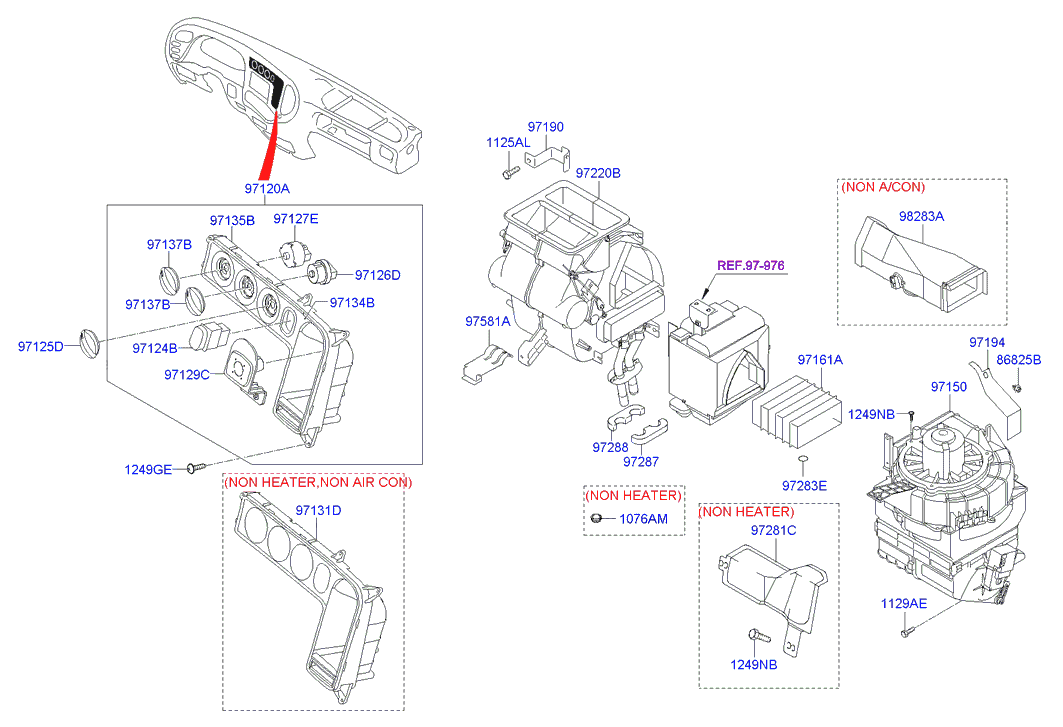 97190
1125AL
97220B
97120A
(NON A/CON)
98283A
97135B
97127E
97137B
97126D
97137B
97134B
REF.97-976
97581A
97125D
97124B
97129C
97161A
97194
86825B
97150
1249NB
97288
97287
97283E
1249GE
(NON HEATER,NON AIR CON)
97131D
(NON HEATER)
1076AM
(NON HEATER)
97281C
1249NB
1129AE